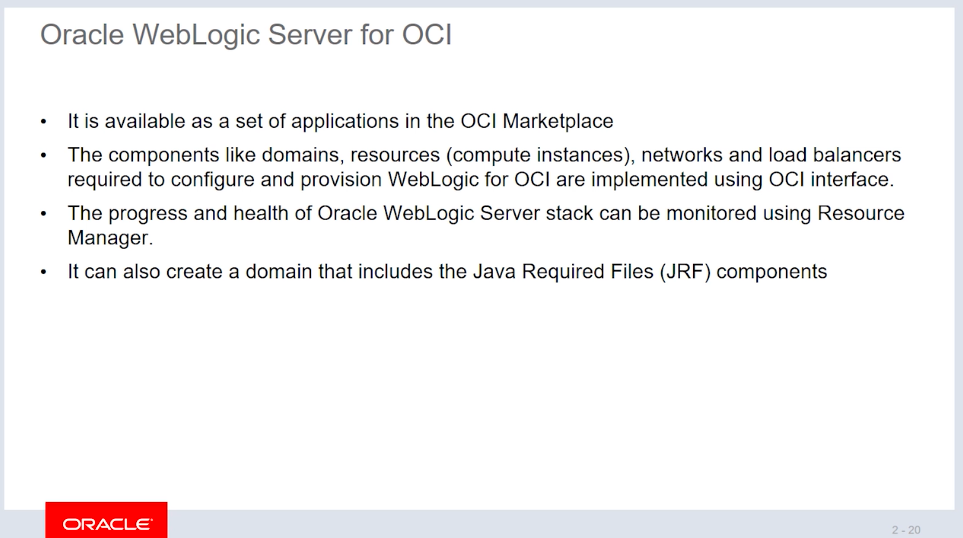 Oracle WebLogic Server for OCI
• It is available as a set of applications in the OCI Marketplace
• The components like domains, resources (compute instances), networks and load balancers
required to configure and provision WebLogic for OCI are implemented using OCI interface.
• The progress and health of Oracle WebLogic Server stack can be monitored using Resource
Manager.
• It can also create a domain that includes the Java Required Files (JRF) components
ORACLE
2 - 20